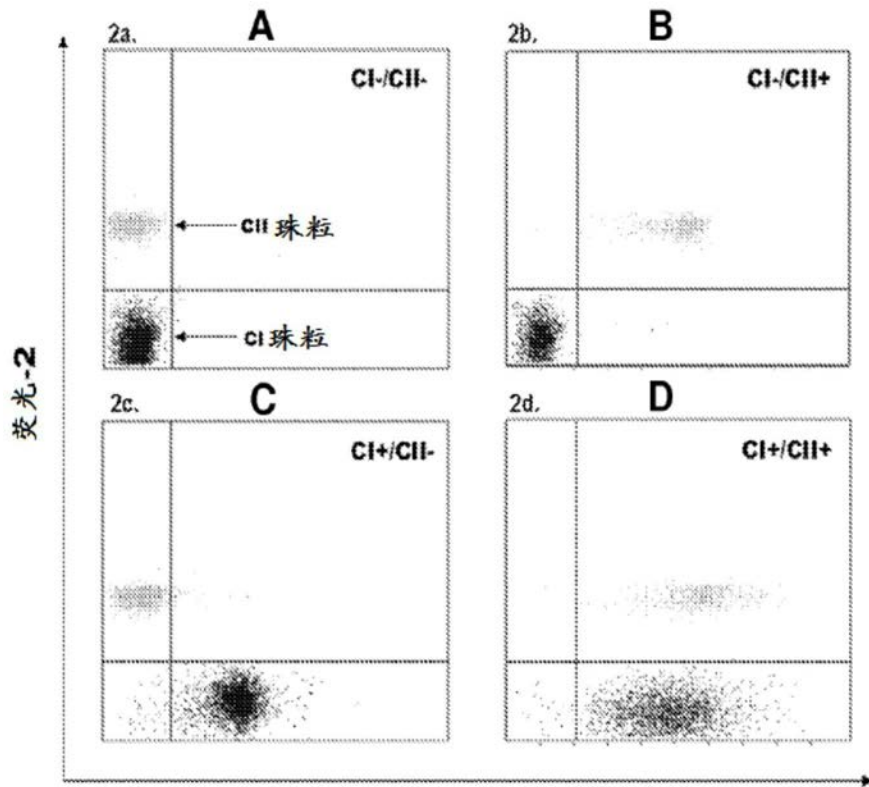 2a、 A
CI-/CII-
CII 珠粒
CI 珠粒
2b、 B
CI-/CII+
2c、 C
CI+/CII-
2d、 D
CI+/CII+
荧光-2